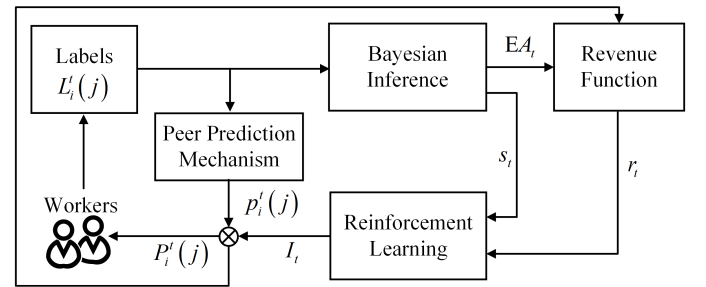 Labels
L_i^t(j)
Bayesian
Inference
EA_t
Revenue
Function
Peer Prediction
Mechanism
s_t
r_t
Workers
p_i^t(j)
Reinforcement
Learning
P_i^t(j)
I_t